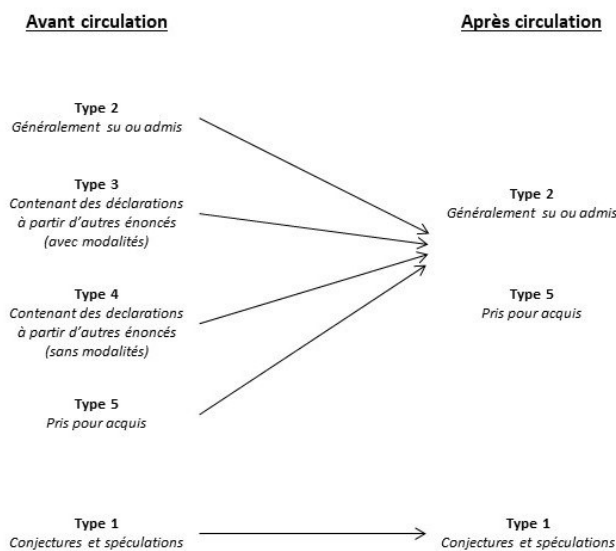 Avant circulation
Après circulation
Type 2
Généralement su ou admis
Type 3
Contenant des déclarations
à partir d'autres énoncés
(avec modalités)
Type 4
Contenant des declarations
à partir d'autres énoncés
(sans modalités)
Type 5
Pris pour acquis
Type 2
Généralement su ou admis
Type 5
Pris pour acquis
Type 1
Conjectures et spéculations
Type 1
Conjectures et spéculations